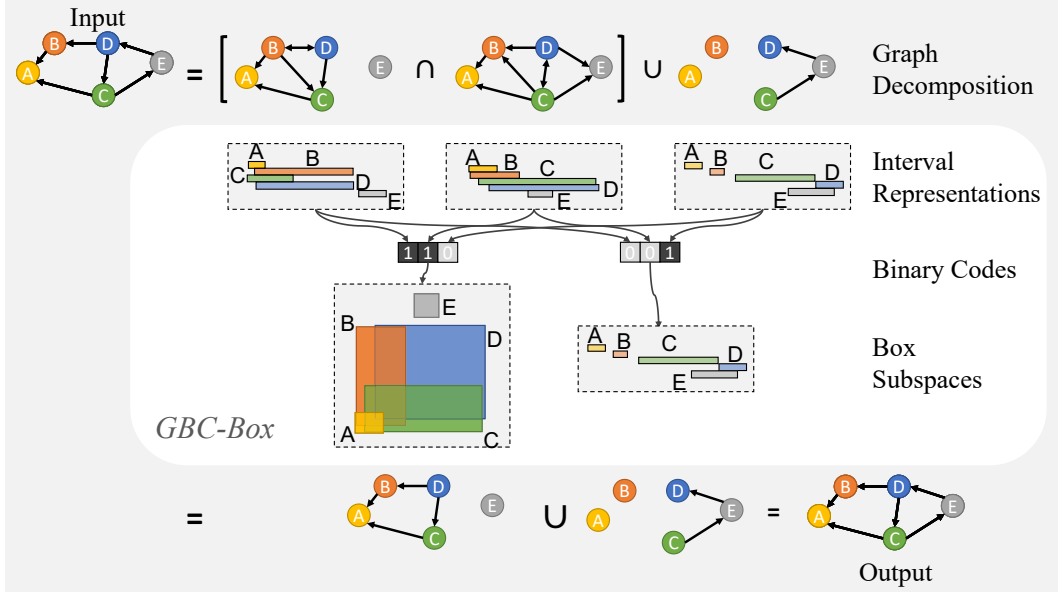 Input
B D
A E
C
=
[
B D
A E
C
∩
B D
A E
C
]
∪
B D
A E
C
Graph
Decomposition
A
B
C
D
E
A
B
C
D
E
A
B
C
D
E
Interval
Representations
1 1 0
0 0 1
Binary Codes
E
B
D
A
C
A
B
C
D
E
Box
Subspaces
GBC-Box
=
B D
A E
C
∪
B D
A E
C
=
B D
A E
C
Output